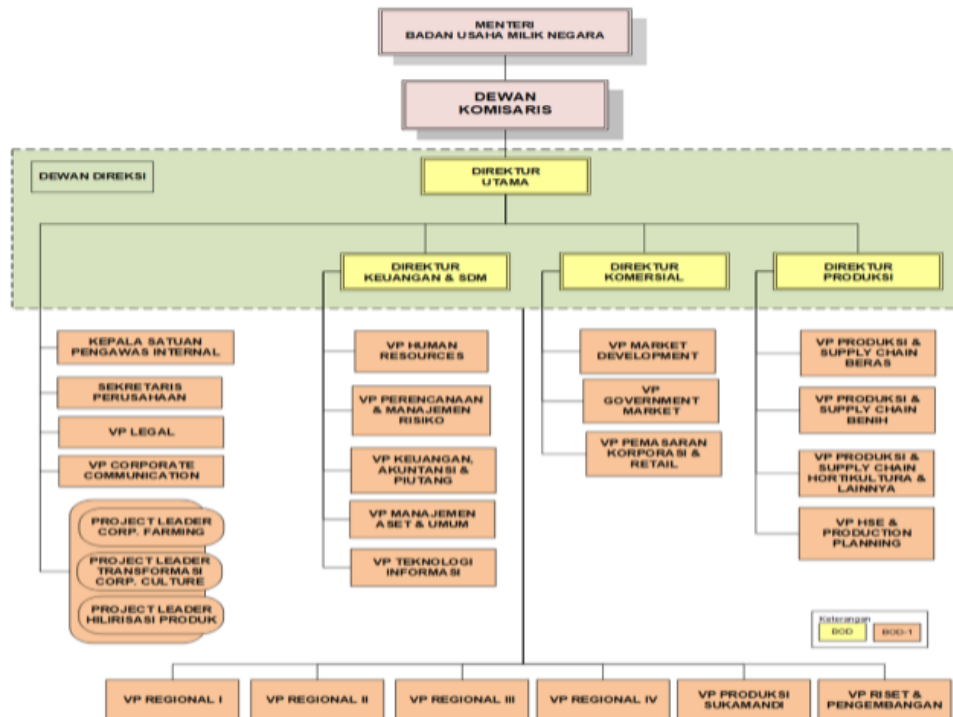 MENTERI
BADAN USAHA MILIK NEGARA
DEWAN
KOMISARIS
DEWAN DIREKSI
DIREKTUR
UTAMA
DIREKTUR
KEUANGAN & SDM
DIREKTUR
KOMERSIAL
DIREKTUR
PRODUKSI
KEPALA SATUAN
PENGAWAS INTERNAL
SEKRETARIS
PERUSAHAAN
VP LEGAL
VP CORPORATE
COMMUNICATION
PROJECT LEADER
CORP. FARMING
PROJECT LEADER
TRANSFORMASI
CORP. CULTURE
PROJECT LEADER
HILIRISASI PRODUK
VP HUMAN
RESOURCES
VP PERENCANAAN
& MANAJEMEN
RISIKO
VP KEUANGAN,
AKUNTANSI &
PIUTANG
VP MANAJEMEN
ASET & UMUM
VP TEKNOLOGI
INFORMASI
VP MARKET
DEVELOPMENT
VP
GOVERNMENT
MARKET
VP PEMASARAN
KORPORASI &
RETAIL
VP PRODUKSI &
SUPPLY CHAIN
BERAS
VP PRODUKSI &
SUPPLY CHAIN
BENIH
VP PRODUKSI &
SUPPLY CHAIN
HORTIKULTURA &
LAINNYA
VP HSE &
PRODUCTION
PLANNING
Keterangan
BOD
BOD-1
VP REGIONAL I
VP REGIONAL II
VP REGIONAL III
VP REGIONAL IV
VP PRODUKSI
SUKAMANDI
VP RISET &
PENGEMBANGAN